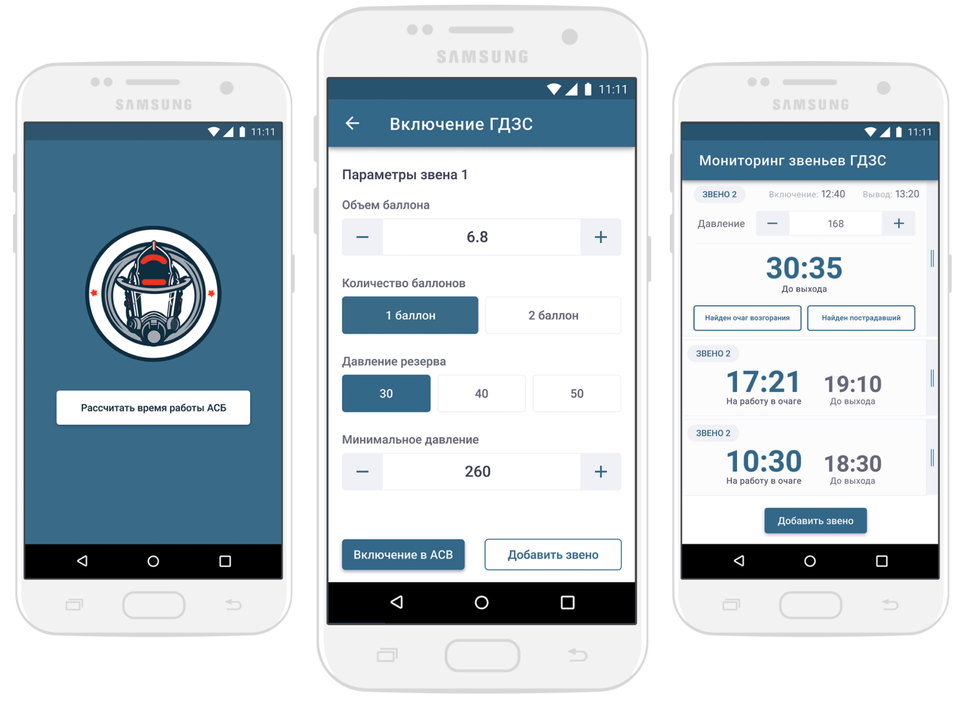 SAMSUNG
11:11
Рассчитать время работы АСБ
SAMSUNG
11:11
Включение ГДЗС
Параметры звена 1
Объем баллона
6.8
Количество баллонов
1 баллон
2 баллон
Давление резерва
30
40
50
Минимальное давление
260
Включение в АСВ
Добавить звено
SAMSUNG
11:11
Мониторинг звеньев ГДЗС
ЗВЕНО 2
Включение: 12:40
Вывод: 13:20
Давление
168
30:35
До выхода
Найден очаг возгорания
Найден пострадавший
ЗВЕНО 2
17:21
19:10
На работу в очаге
До выхода
ЗВЕНО 2
10:30
18:30
На работу в очаге
До выхода
Добавить звено